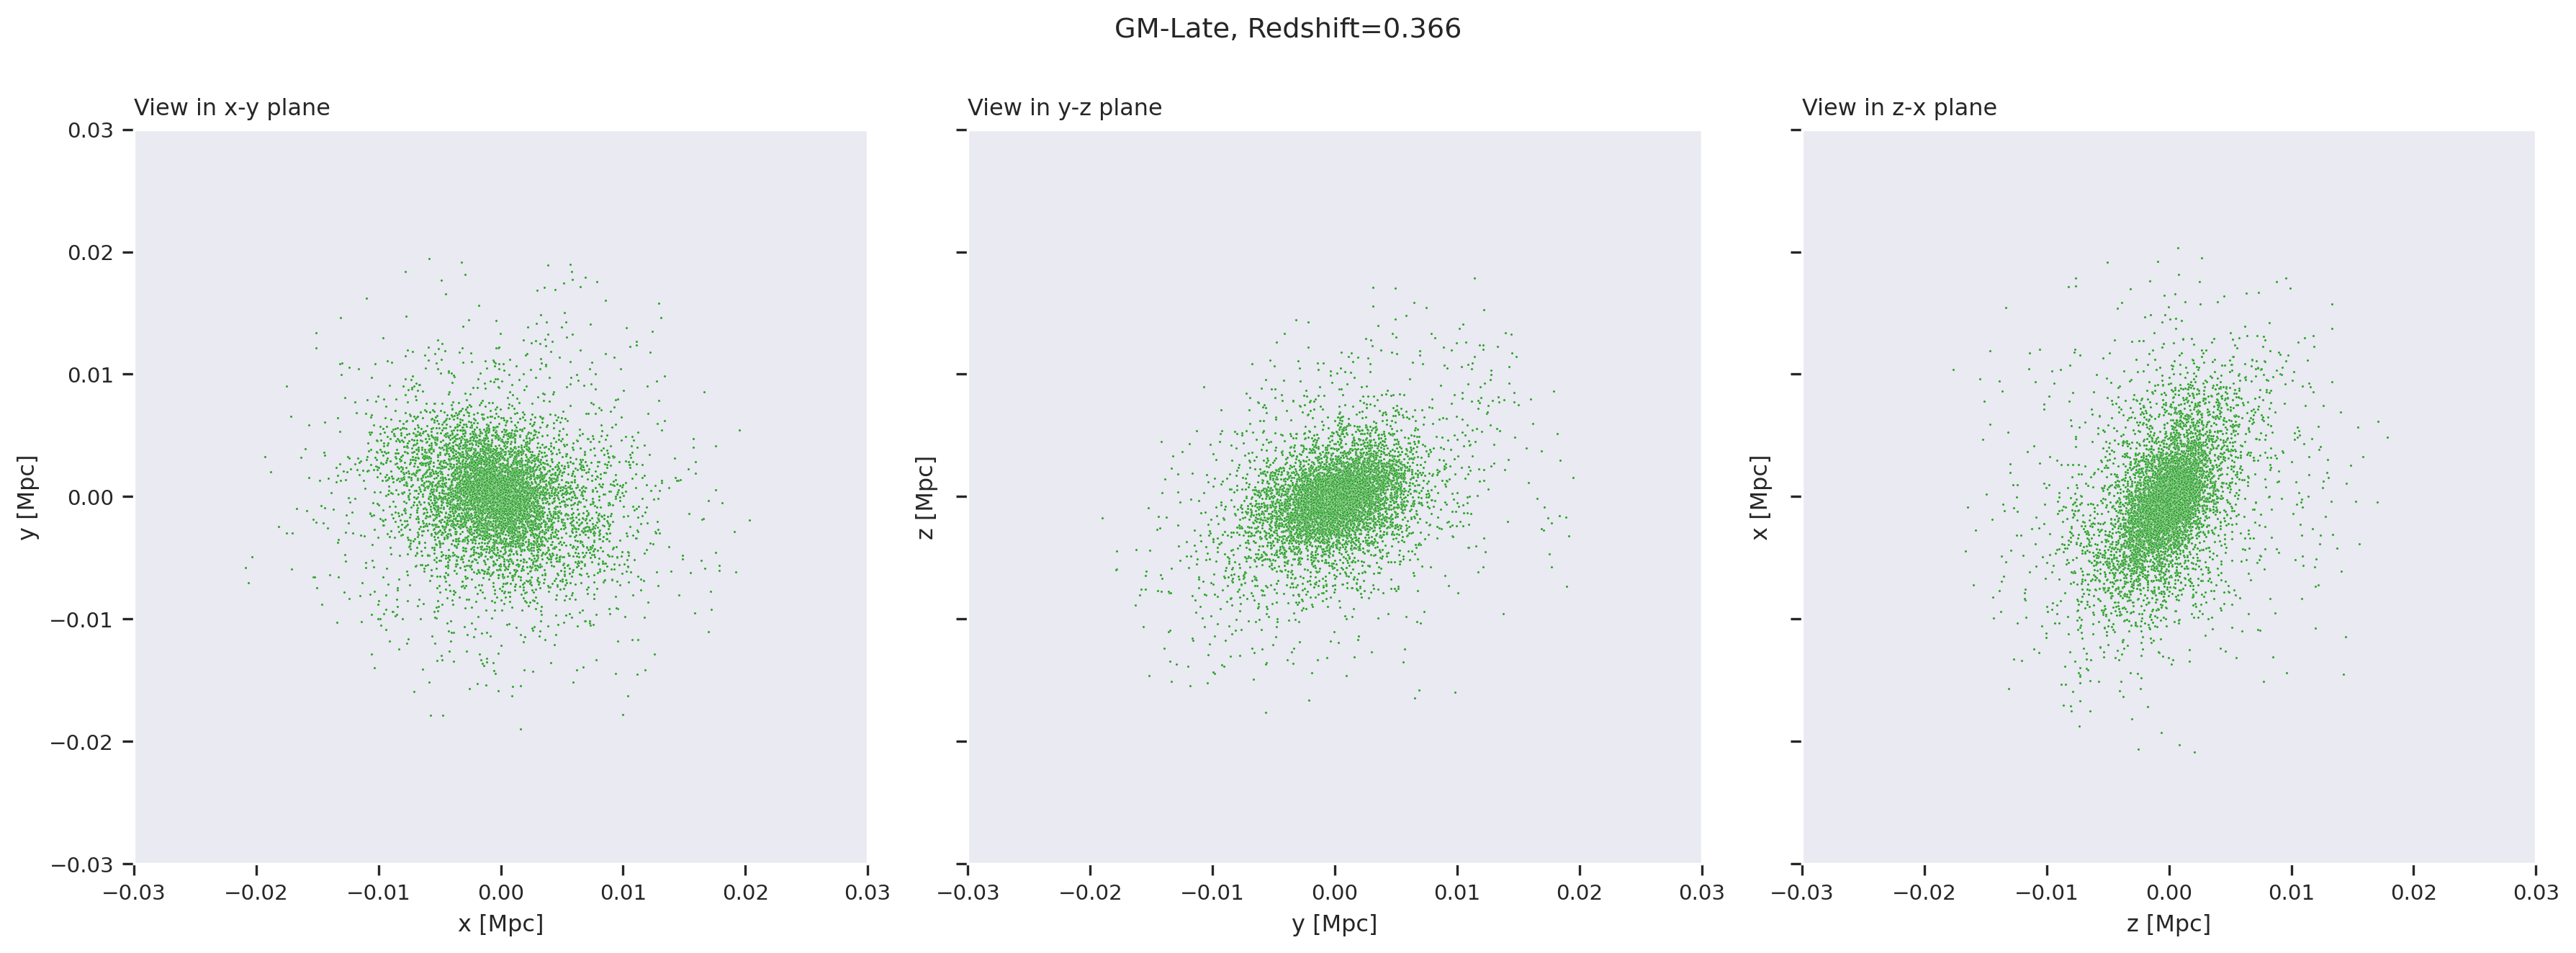 GM-Late, Redshift=0.366
View in x-y plane
View in y-z plane
View in z-x plane
0.03
0.02
0.01
0.00
−0.01
−0.02
−0.03
y [Mpc]
z [Mpc]
x [Mpc]
−0.03 −0.02 −0.01 0.00 0.01 0.02 0.03
−0.03 −0.02 −0.01 0.00 0.01 0.02 0.03
−0.03 −0.02 −0.01 0.00 0.01 0.02 0.03
x [Mpc]
y [Mpc]
z [Mpc]